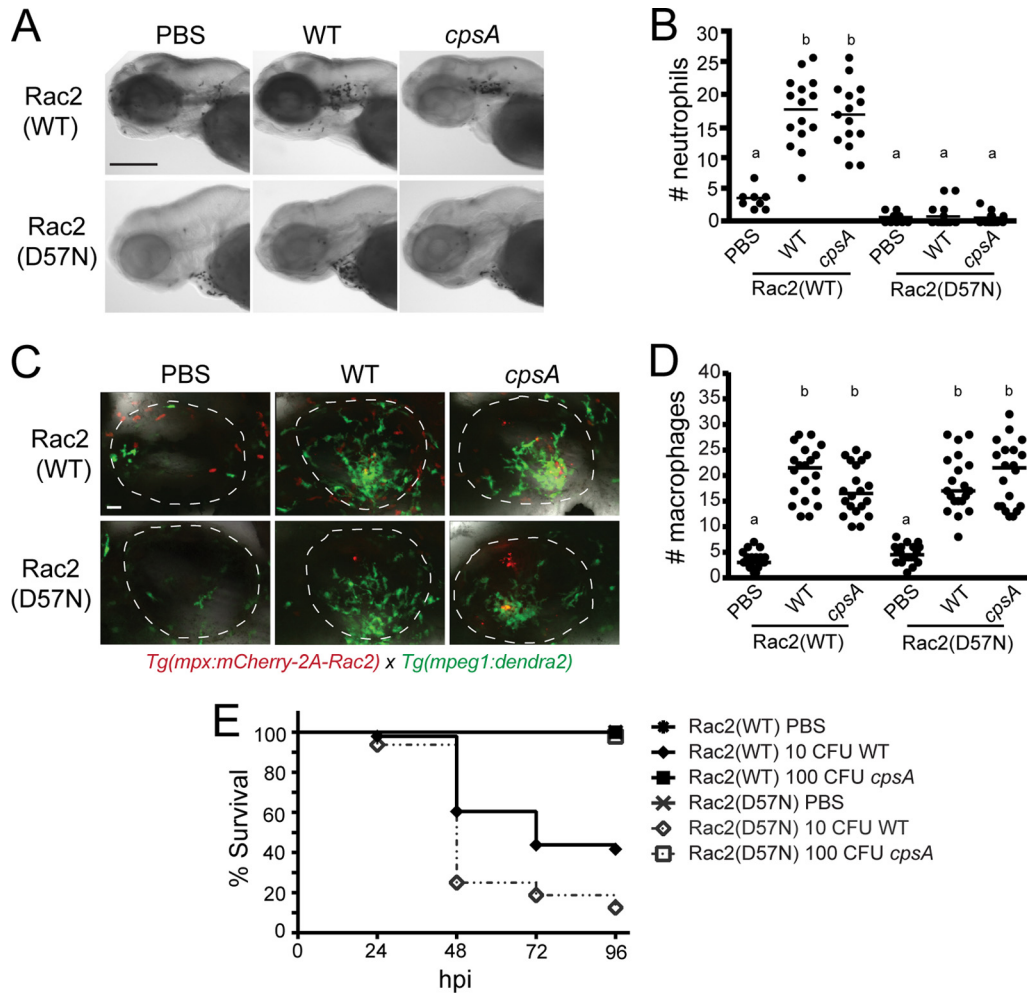 A
PBS WT cpsA
Rac2
(WT)
Rac2
(D57N)
B
# neutrophils
30
25
20
15
10
5
0
a b b a a a
PBS WT cpsA PBS WT cpsA
Rac2(WT) Rac2(D57N)
C
PBS WT cpsA
Rac2
(WT)
Rac2
(D57N)
Tg(mpx:mCherry-2A-Rac2) x Tg(mpeg1:dendra2)
D
# macrophages
40
35
30
25
20
15
10
5
0
a b b a b b
PBS WT cpsA PBS WT cpsA
Rac2(WT) Rac2(D57N)
E
% Survival
100
80
60
40
20
0
0 24 48 72 96
hpi
Rac2(WT) PBS
Rac2(WT) 10 CFU WT
Rac2(WT) 100 CFU cpsA
Rac2(D57N) PBS
Rac2(D57N) 10 CFU WT
Rac2(D57N) 100 CFU cpsA